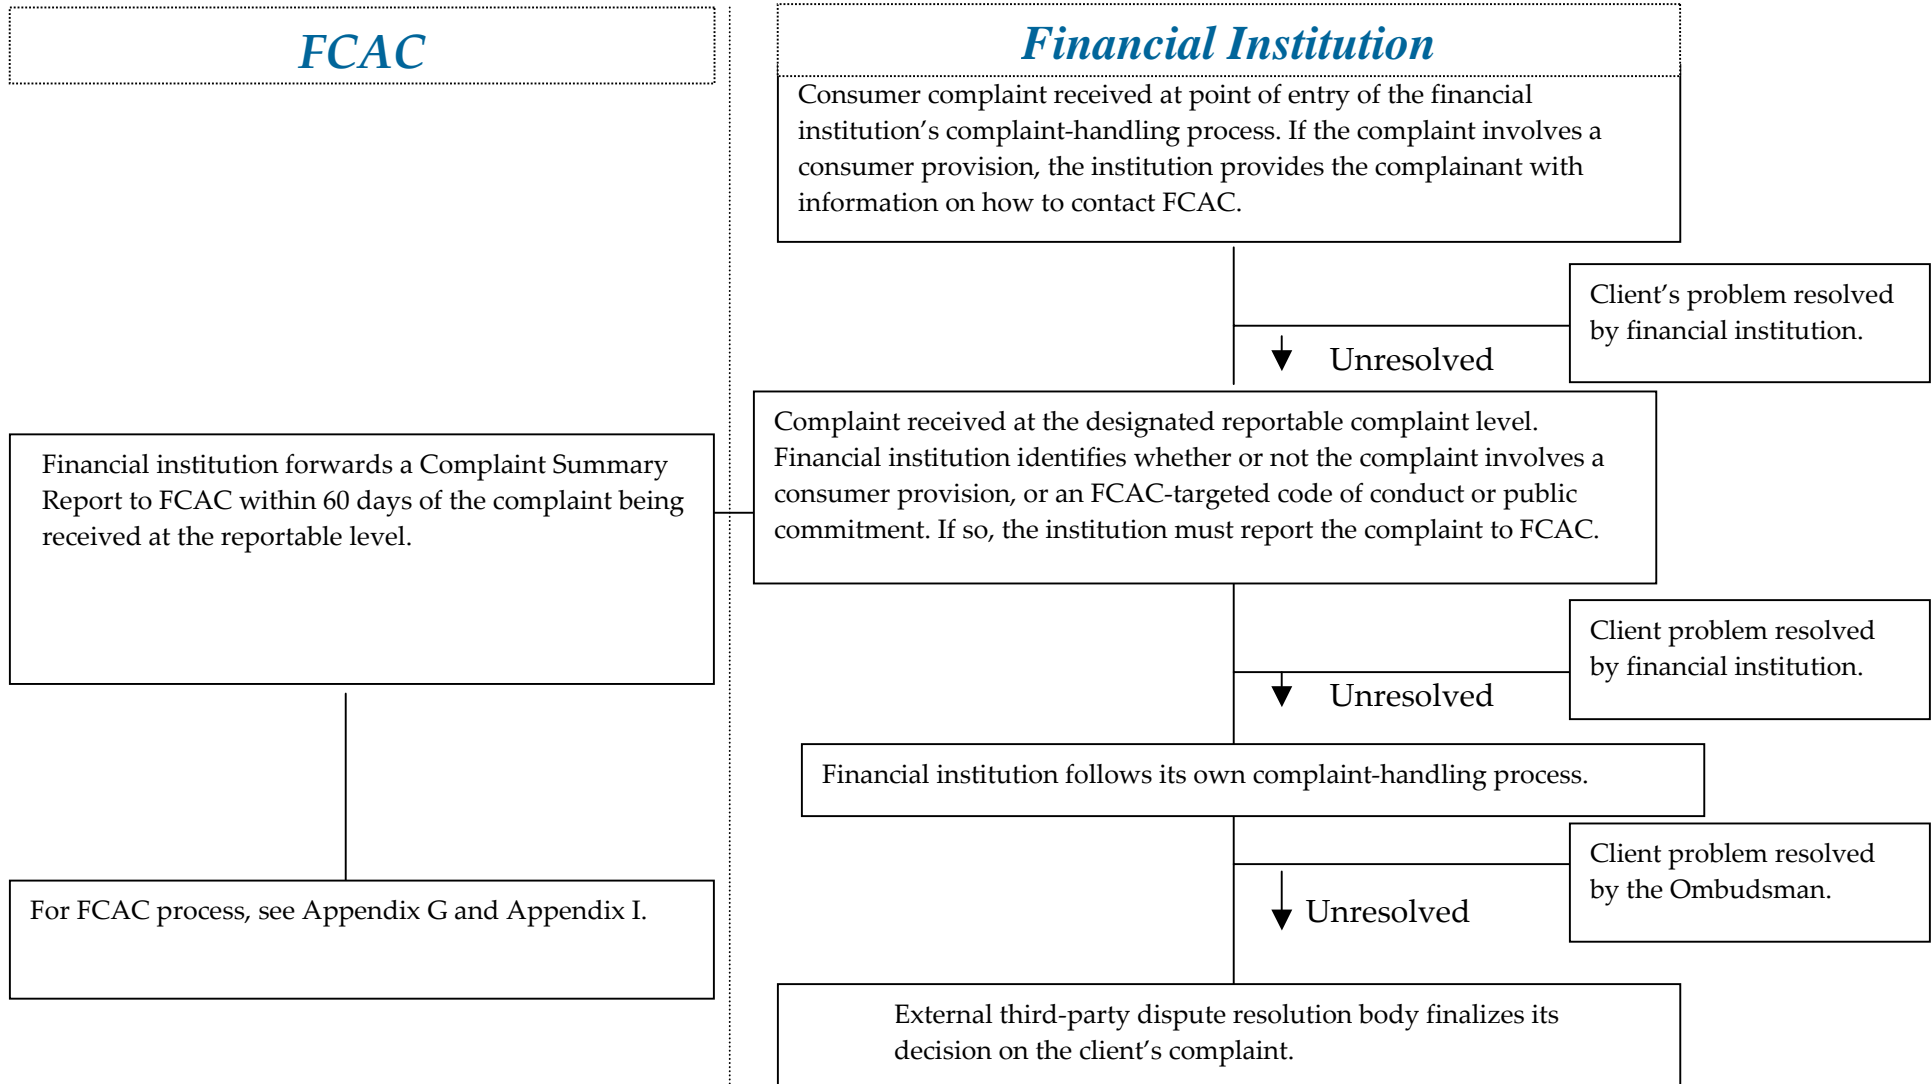 FCAC
Financial Institution
Consumer complaint received at point of entry of the financial
institution’s complaint-handling process. If the complaint involves a
consumer provision, the institution provides the complainant with
information on how to contact FCAC.
Client’s problem resolved
by financial institution.
Unresolved
Complaint received at the designated reportable complaint level.
Financial institution identifies whether or not the complaint involves a
consumer provision, or an FCAC-targeted code of conduct or public
commitment. If so, the institution must report the complaint to FCAC.
Financial institution forwards a Complaint Summary
Report to FCAC within 60 days of the complaint being
received at the reportable level.
Client problem resolved
by financial institution.
Unresolved
Financial institution follows its own complaint-handling process.
Client problem resolved
by the Ombudsman.
Unresolved
For FCAC process, see Appendix G and Appendix I.
External third-party dispute resolution body finalizes its
decision on the client’s complaint.